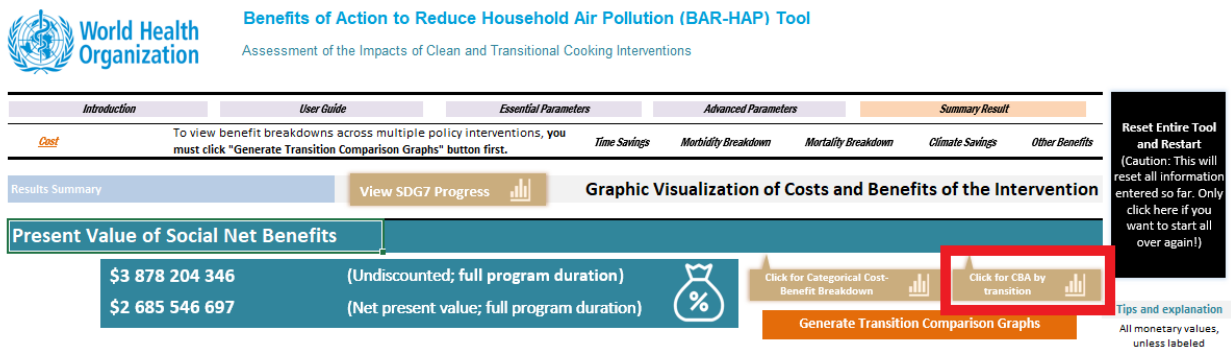 World Health
Organization
Benefits of Action to Reduce Household Air Pollution (BAR-HAP) Tool
Assessment of the Impacts of Clean and Transitional Cooking Interventions
Introduction
User Guide
Essential Parameters
Advanced Parameters
Summary Result
Cost
To view benefit breakdowns across multiple policy interventions, you
must click "Generate Transition Comparison Graphs" button first.
Time Savings
Morbidity Breakdown
Mortality Breakdown
Climate Savings
Other Benefits
Reset Entire Tool
and Restart
(Caution: This will
reset all information
entered so far. Only
click here if you
want to start all
over again!)
Results Summary
View SDG7 Progress
Graphic Visualization of Costs and Benefits of the Intervention
Present Value of Social Net Benefits
$3 878 204 346
(Undiscounted; full program duration)
$2 685 546 697
(Net present value; full program duration)
%
Click for Categorical Cost-
Benefit Breakdown
Click for CBA by
transition
Generate Transition Comparison Graphs
Tips and explanation
All monetary values,
unless labeled